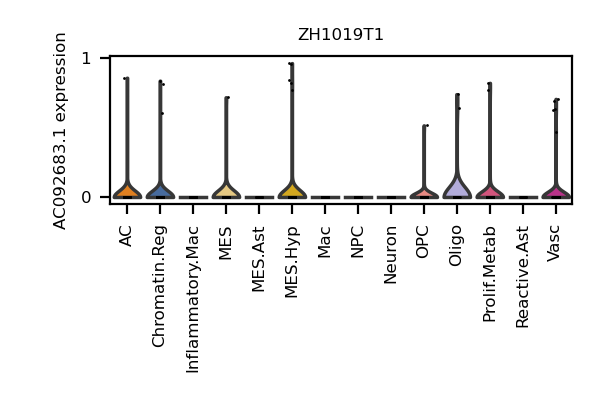 ZH1019T1
AC092683.1 expression
1
0
AC
Chromatin.Reg
Inflammatory.Mac
MES
MES.Ast
MES.Hyp
Mac
NPC
Neuron
OPC
Oligo
Prolif.Metab
Reactive.Ast
Vasc